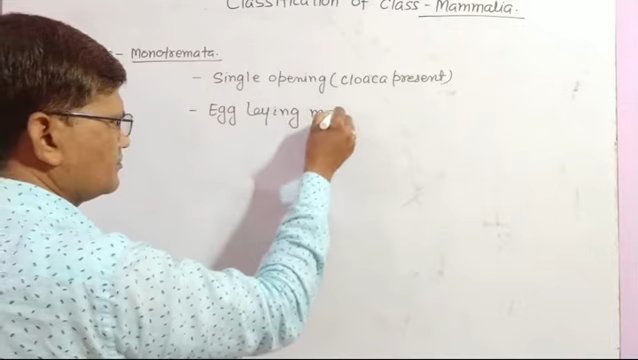 Classification of Class - Mammalia.
- Monotremata.
- Single opening (cloaca present)
- Egg laying